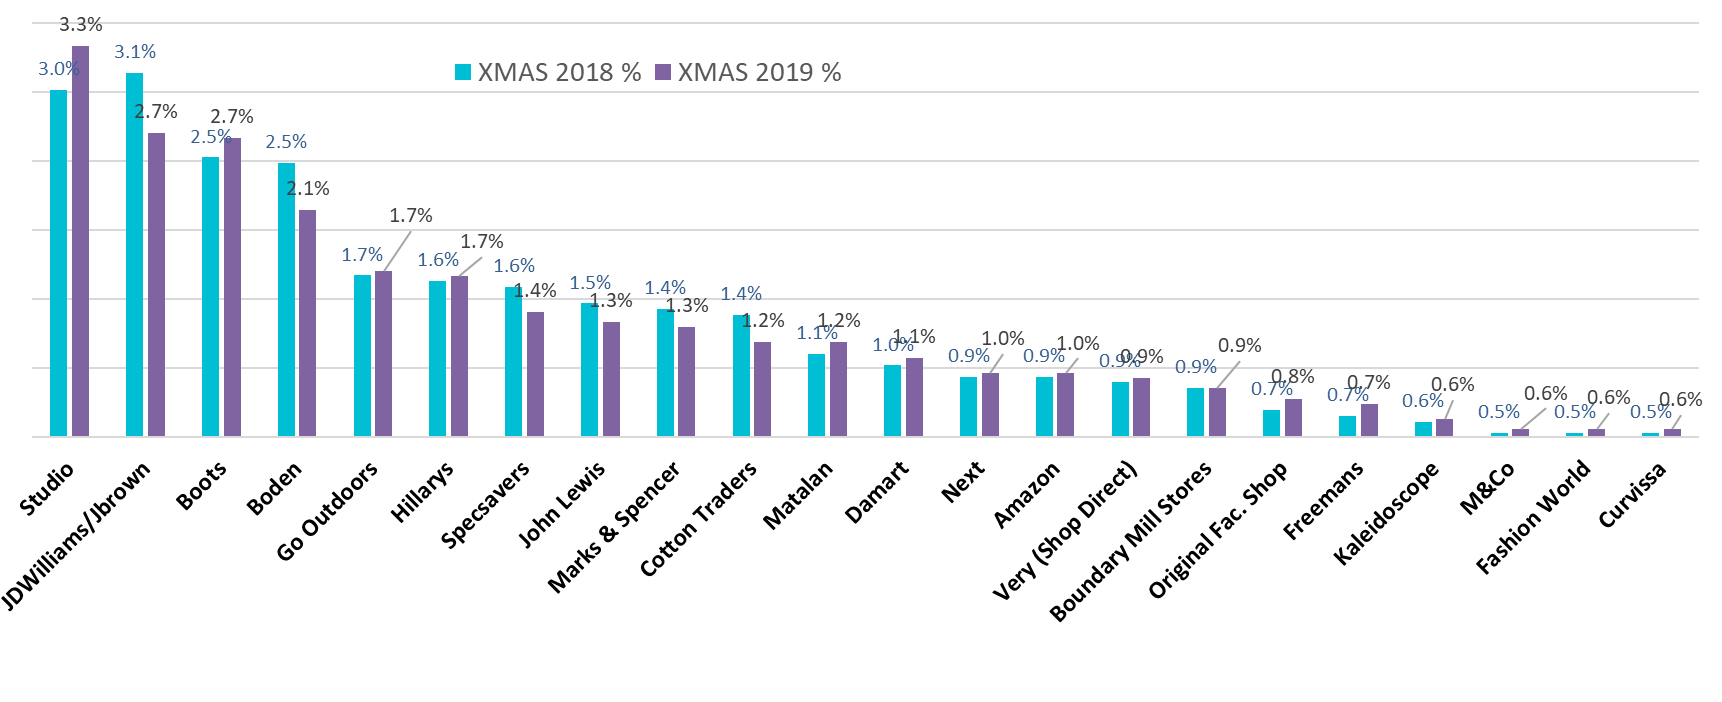 XMAS 2018 % XMAS 2019 %
3.0% 3.3%
3.1% 2.7%
2.5% 2.7%
2.5% 2.1%
1.7% 1.7%
1.6% 1.7%
1.6% 1.4%
1.5% 1.3%
1.4% 1.3%
1.4% 1.2%
1.1% 1.2%
1.0% 1.1%
0.9% 1.0%
0.9% 1.0%
0.9% 0.9%
0.9% 0.9%
0.7% 0.8%
0.7% 0.7%
0.6% 0.6%
0.5% 0.6%
0.5% 0.6%
0.5% 0.6%
Studio
JDWilliams/Jbrown
Boots
Boden
Go Outdoors
Hillarys
Specsavers
John Lewis
Marks & Spencer
Cotton Traders
Matalan
Damart
Next
Amazon
Very (Shop Direct)
Boundary Mill Stores
Original Fac. Shop
Freemans
Kaleidoscope
M&Co
Fashion World
Curvissa